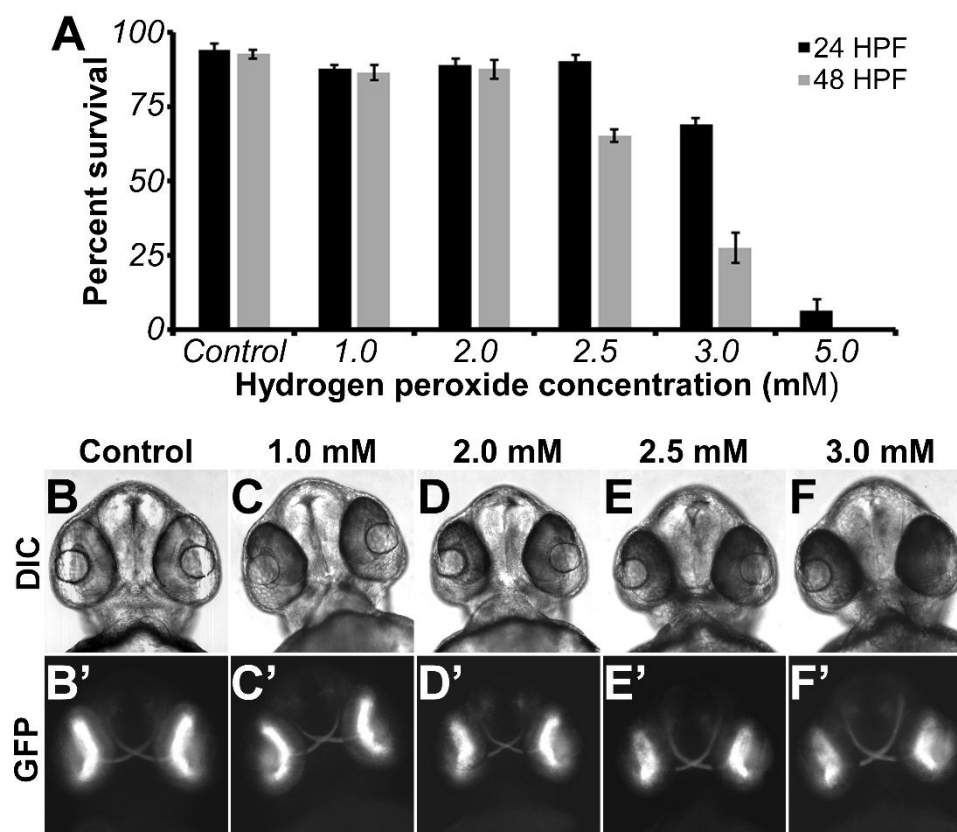 A
Percent survival
100
75
50
25
0
24 HPF
48 HPF
Control 1.0 2.0 2.5 3.0 5.0
Hydrogen peroxide concentration (mM)
Control 1.0 mM 2.0 mM 2.5 mM 3.0 mM
DIC
B C D E F
GFP
B’ C’ D’ E’ F’